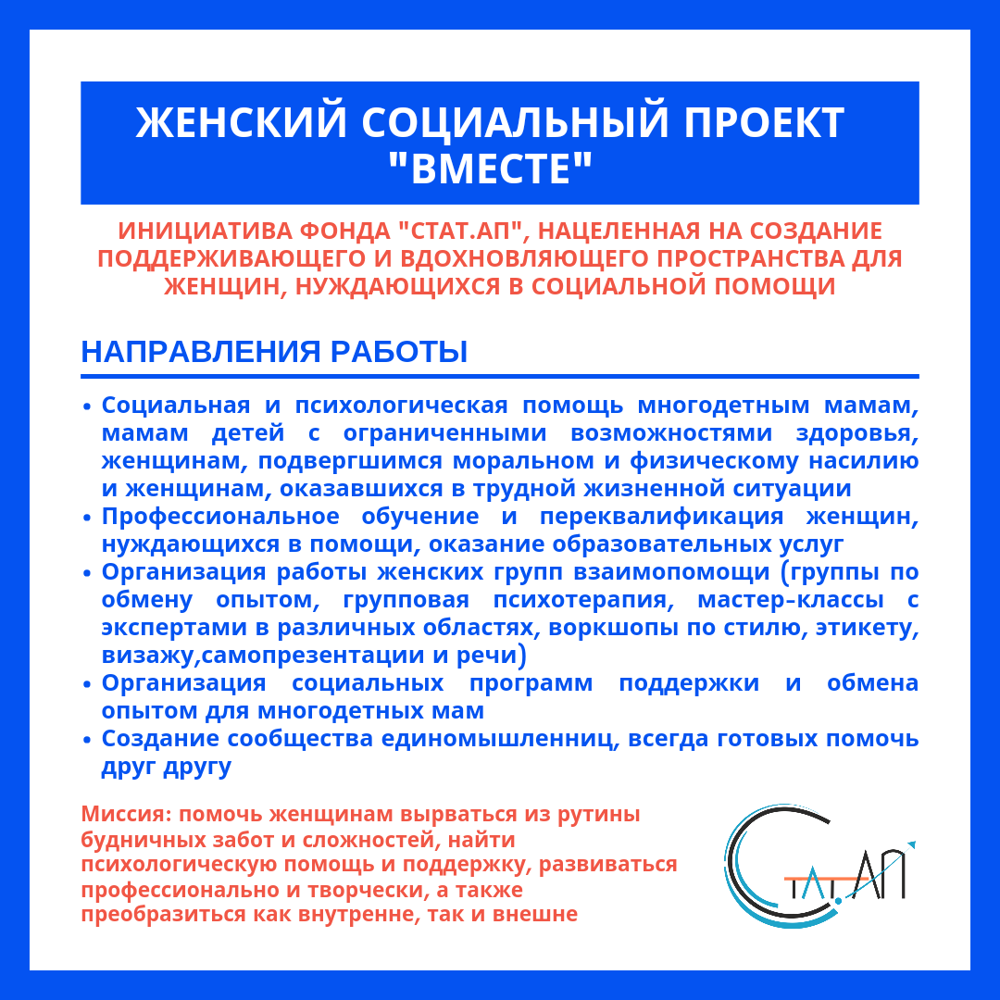 ЖЕНСКИЙ СОЦИАЛЬНЫЙ ПРОЕКТ
"ВМЕСТЕ"
ИНИЦИАТИВА ФОНДА "СТАТ.АП", НАЦЕЛЕННАЯ НА СОЗДАНИЕ
ПОДДЕРЖИВАЮЩЕГО И ВДОХНОВЛЯЮЩЕГО ПРОСТРАНСТВА ДЛЯ
ЖЕНЩИН, НУЖДАЮЩИХСЯ В СОЦИАЛЬНОЙ ПОМОЩИ
НАПРАВЛЕНИЯ РАБОТЫ
• Социальная и психологическая помощь многодетным мамам,
мамам детей с ограниченными возможностями здоровья,
женщинам, подвергшимся моральном и физическому насилию
и женщинам, оказавшихся в трудной жизненной ситуации
• Профессиональное обучение и переквалификация женщин,
нуждающихся в помощи, оказание образовательных услуг
• Организация работы женских групп взаимопомощи (группы по
обмену опытом, групповая психотерапия, мастер-классы с
экспертами в различных областях, воркшопы по стилю, этикету,
визажу,самопрезентации и речи)
• Организация социальных программ поддержки и обмена
опытом для многодетных мам
• Создание сообщества единомышленниц, всегда готовых помочь
друг другу
Миссия: помочь женщинам вырваться из рутины
будничных забот и сложностей, найти
психологическую помощь и поддержку, развиваться
профессионально и творчески, а также
преобразиться как внутренне, так и внешне
СТАТ.АП